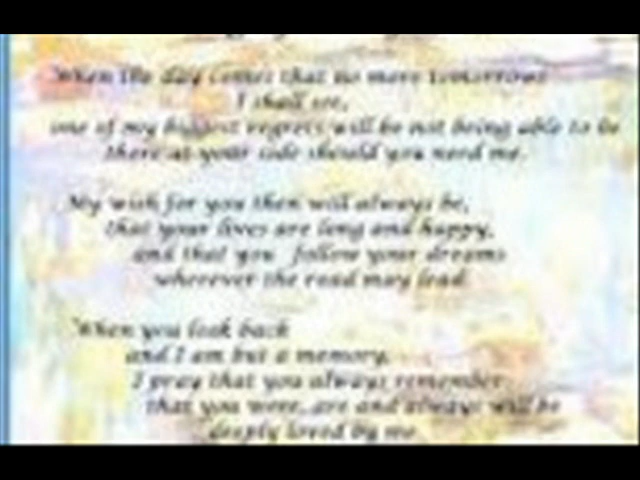 When the day comes that no more tomorrows
I shall see,
one of my biggest regrets will be not being able to be
there at your side should you need me.
My wish for you then will always be,
that your lives are long and happy,
and that you follow your dreams
wherever the road may lead.
When you look back
and I am but a memory,
I pray that you always remember
that you were, are and always will be
deeply loved by me.